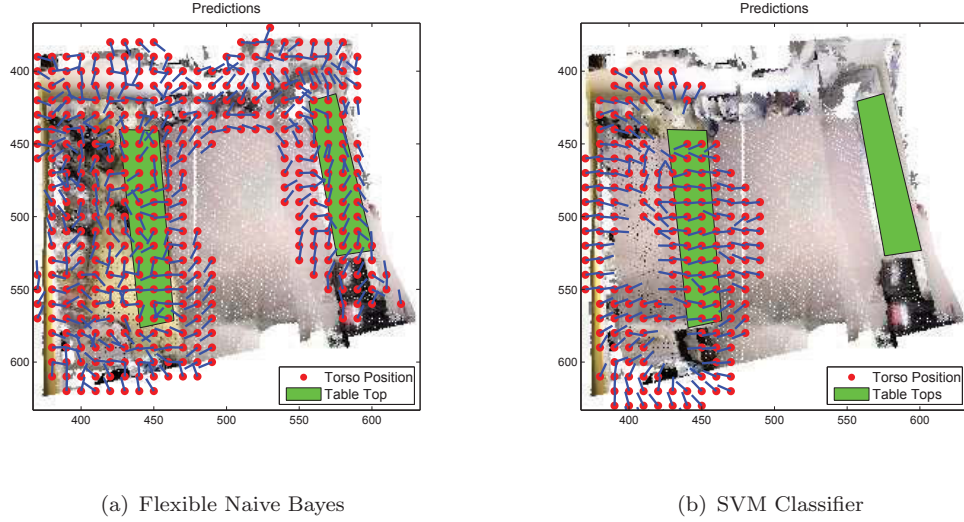 Predictions
400
450
500
550
600
400 450 500 550 600
Torso Position
Table Top
(a) Flexible Naive Bayes
Predictions
400
450
500
550
600
400 450 500 550 600
Torso Position
Table Tops
(b) SVM Classifier